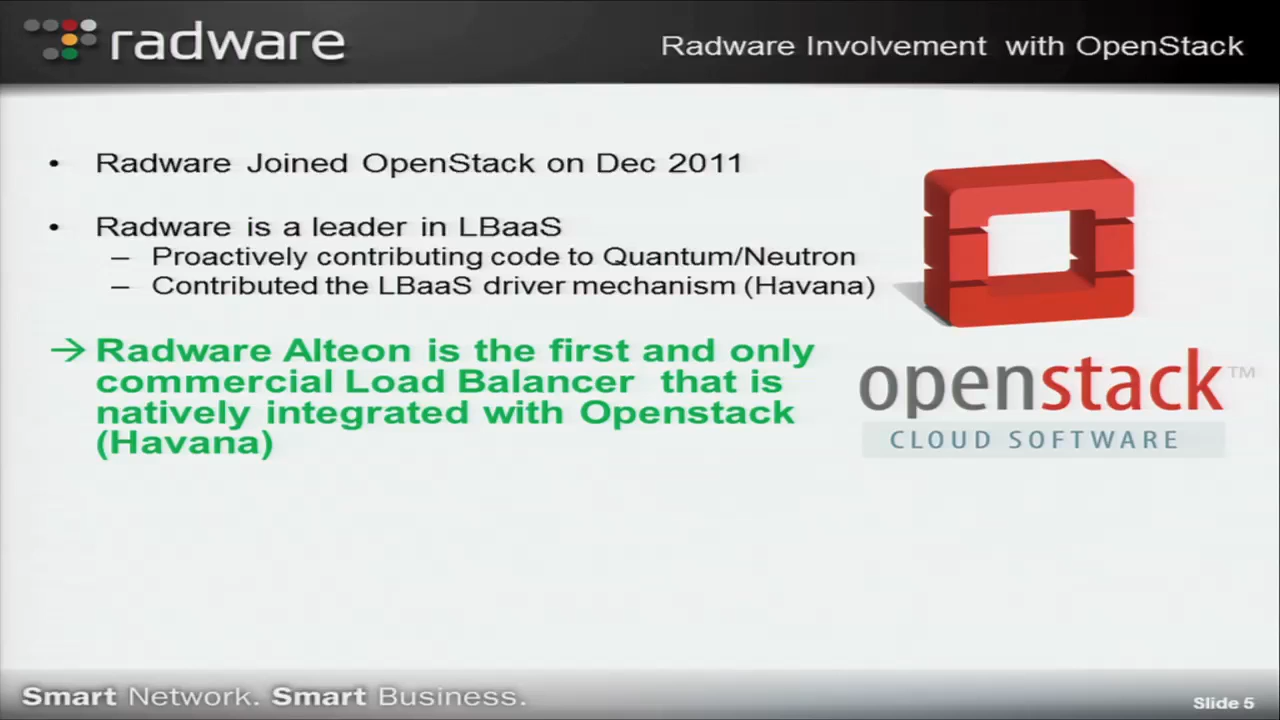 radware
Radware Involvement with OpenStack
• Radware Joined OpenStack on Dec 2011
• Radware is a leader in LBaaS
– Proactively contributing code to Quantum/Neutron
– Contributed the LBaaS driver mechanism (Havana)
→ Radware Alteon is the first and only
commercial Load Balancer that is
natively integrated with Openstack
(Havana)
openstack™
CLOUD SOFTWARE
Smart Network. Smart Business.
Slide 5